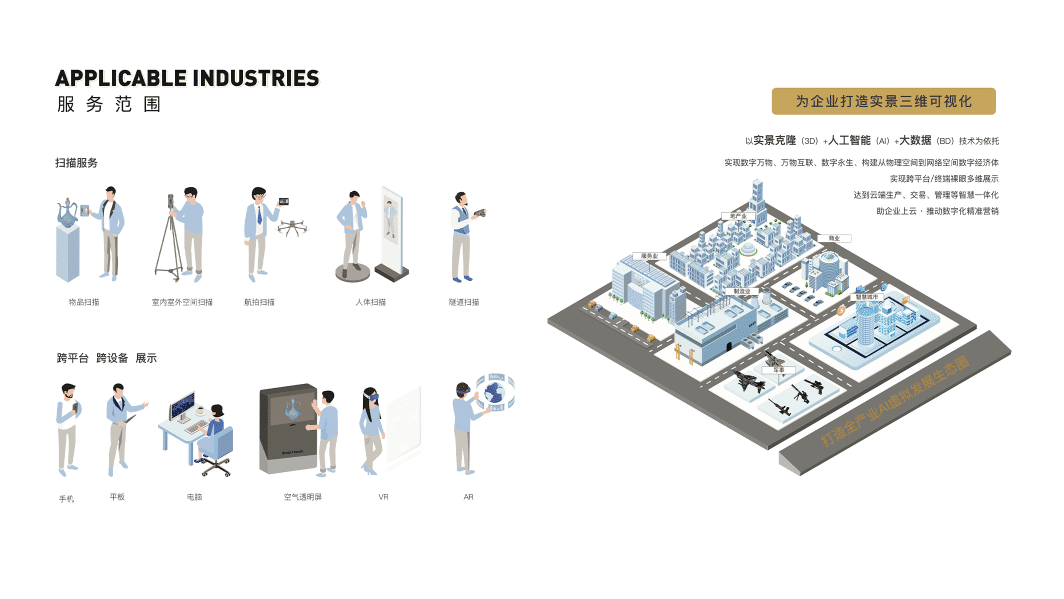 APPLICABLE INDUSTRIES
服务范围
扫描服务
物品扫描
室内室外空间扫描
航拍扫描
人体扫描
隧道扫描
跨平台 跨设备 展示
手机
平板
电脑
空气透明屏
VR
AR
为企业打造实景三维可视化
以实景克隆（3D）+人工智能（AI）+大数据（BD）技术为依托
实现数字万物、万物互联、数字永生、构建从物理空间到网络空间数字经济体
实现跨平台/终端裸眼多维展示
达到云端生产、交易、管理等智慧一体化
助企业上云 · 推动数字化精准营销
地产业
商业
服务业
制造业
智慧城市
军事
打造全产业AI虚拟发展生态圈